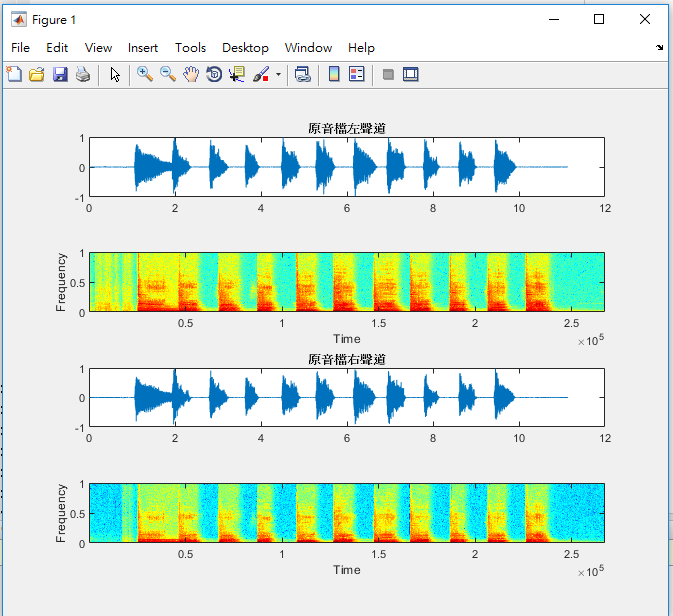 Figure 1
File Edit View Insert Tools Desktop Window Help
原音檔左聲道
1
0
-1
0 2 4 6 8 10 12
Frequency
1
0.5
0
0.5 1 1.5 2 2.5
Time
×10^5
原音檔右聲道
1
0
-1
0 2 4 6 8 10 12
Frequency
1
0.5
0
0.5 1 1.5 2 2.5
Time
×10^5